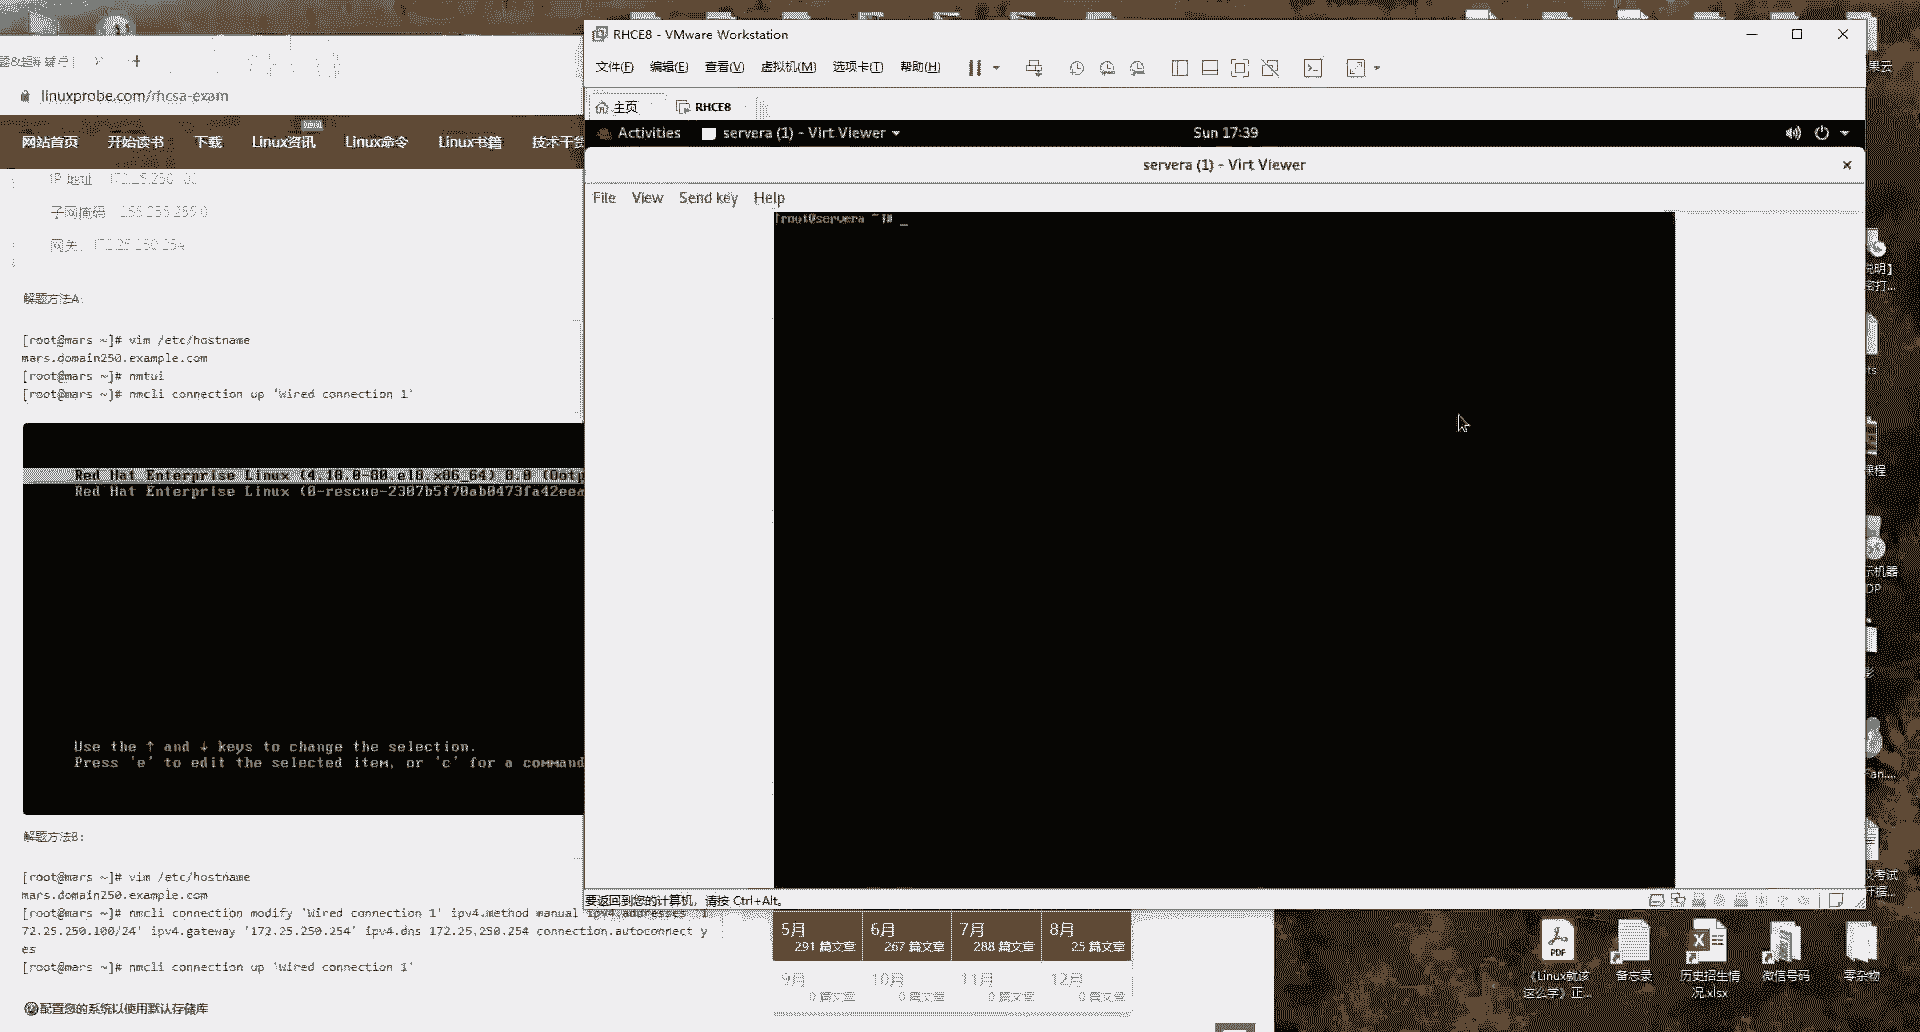 linuxprobe.com/rhcsa-exam
网站首页 开始读书 下载 Linux资讯 Linux命令 Linux书籍 技术干货
IP 地址
子网掩码 255.255.255.0
网关: 172.25.250.254
解题方法A:
[root@mars ~]# vim /etc/hostname
mars.domain250.example.com
[root@mars ~]# nmtui
[root@mars ~]# nmcli connection up 'Wired connection 1'
Red Hat Enterprise Linux (4.18.0-80.el8.x86_64) 8.0 (Ootp
Red Hat Enterprise Linux (0-rescue-2307b5f70ab0473fa42eea
Use the ↑ and ↓ keys to change the selection.
Press 'e' to edit the selected item, or 'c' for a command
解题方法B:
[root@mars ~]# vim /etc/hostname
mars.domain250.example.com
[root@mars ~]# nmcli connection modify 'Wired connection 1' ipv4.method manual ipv4.addresses '1
72.25.250.100/24' ipv4.gateway '172.25.250.254' ipv4.dns 172.25.250.254 connection.autoconnect y
es
[root@mars ~]# nmcli connection up 'Wired connection 1'
配置您的系统以使用默认存储库
RHCE8 - VMware Workstation
文件(F) 编辑(E) 查看(V) 虚拟机(M) 选项卡(T) 帮助(H)
主页 RHCE8
Activities servera (1) - Virt Viewer Sun 17:39
servera (1) - Virt Viewer
File View Send key Help
[root@servera ~]# _
要返回到您的计算机，请按 Ctrl+Alt。
5月 6月 7月 8月
291 篇文章 267 篇文章 288 篇文章 25 篇文章
9月 10月 11月 12月
0 篇文章 0 篇文章 0 篇文章 0 篇文章
PDF
《Linux就该这么学》正...
备忘录
历史招生情况.xlsx
微信号码
零杂物